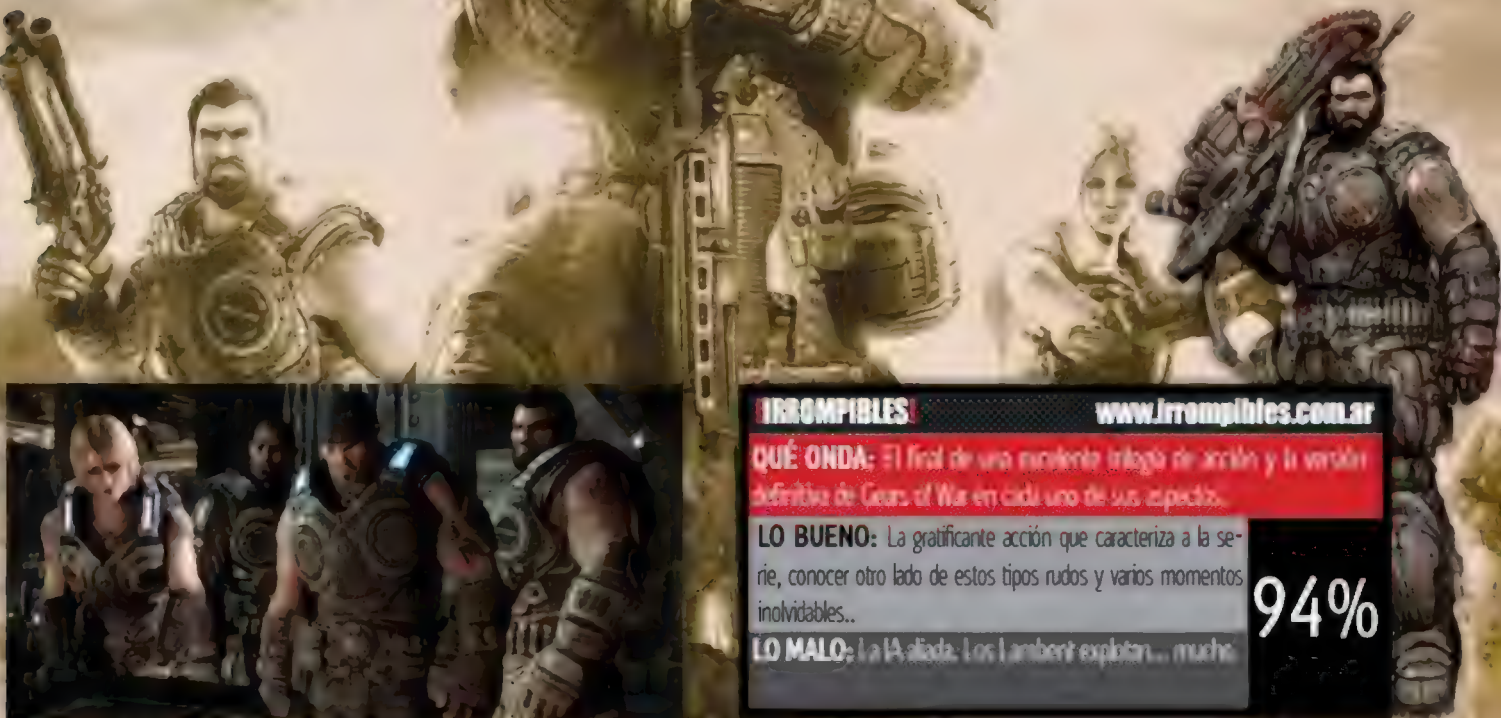 ¡IRROMPIBLES! www.irrompibles.com.ar
QUÉ ONDA: El final de una excelente trilogía de acción y la versión
definitiva de Gears of War en cada uno de sus aspectos.
LO BUENO: La gratificante acción que caracteriza a la se-
rie, conocer otro lado de estos tipos rudos y varios momentos
inolvidables..
94%
LO MALO: La IA aliada. Los Lambent explotan... mucho.